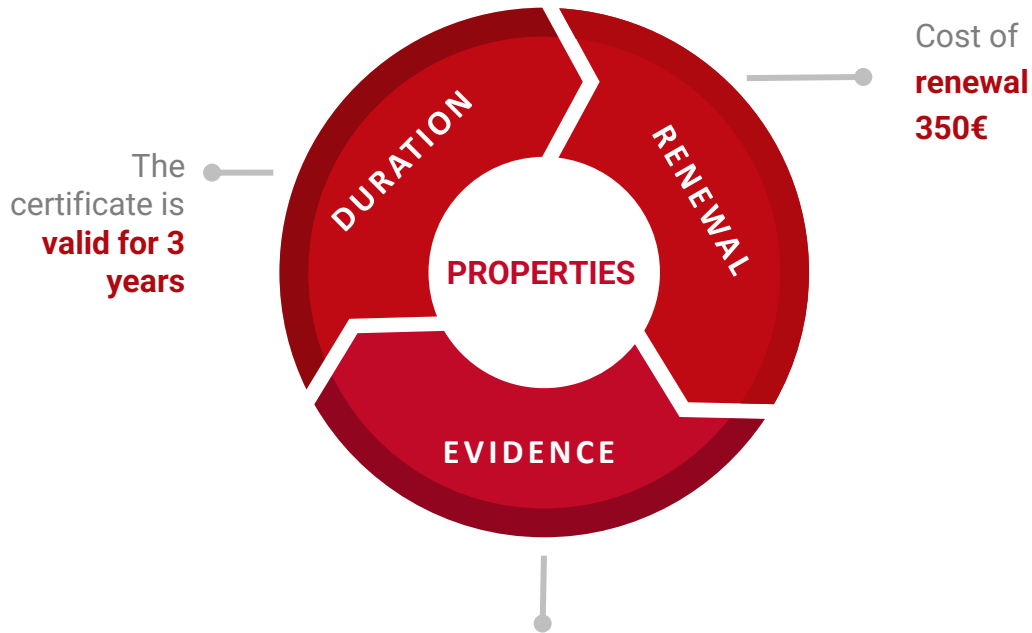 Cost of
renewal
350€
The
certificate is
valid for 3
years
DURATION
RENEWAL
PROPERTIES
EVIDENCE